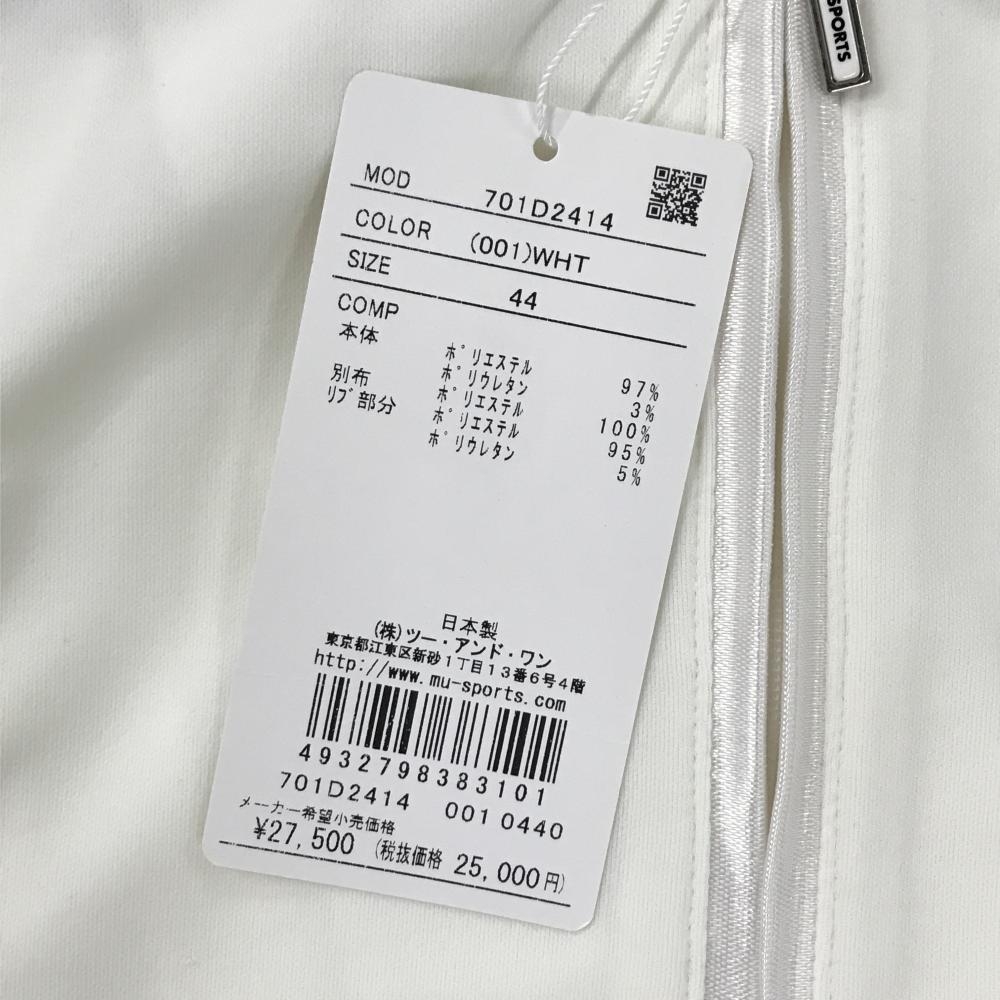 SPORTS
MOD 701D2414
COLOR (001)WHT
SIZE 44
COMP
本体 ポリエステル 97%
ポリウレタン 3%
別布 ポリエステル 100%
リブ部分 ポリエステル 95%
ポリウレタン 5%
日本製
(株)ツー・アンド・ワン
東京都江東区新砂1丁目13番6号4階
http://www.mu-sports.com
4932798383101
701D2414 001 0440
メーカー希望小売価格
¥27,500 (税抜価格 25,000円)